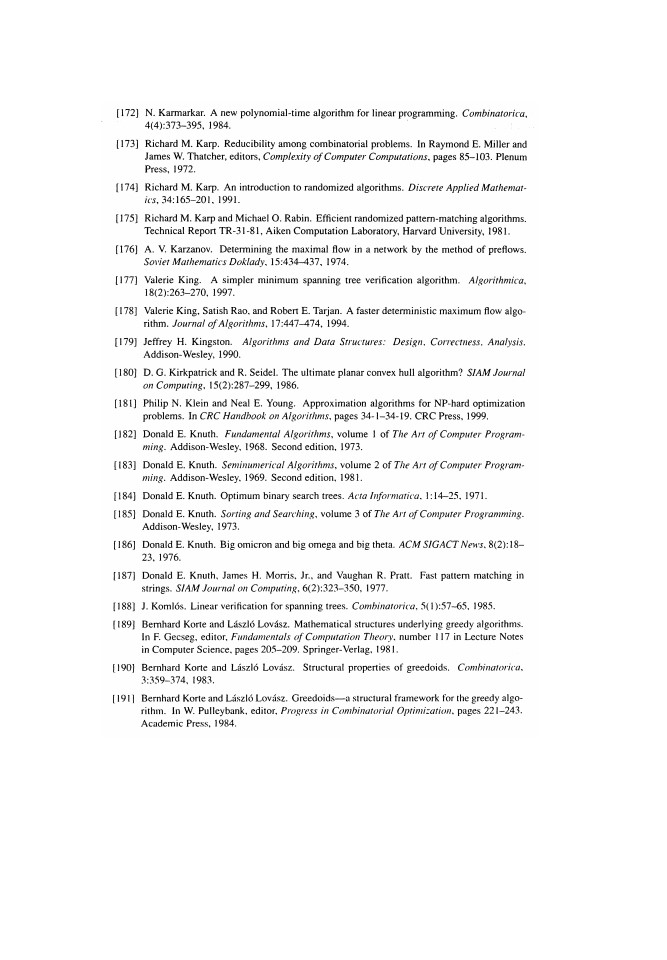 [172] N. Karmarkar. A new polynomial-time algorithm for linear programming. Combinatorica,
4(4):373–395, 1984.
[173] Richard M. Karp. Reducibility among combinatorial problems. In Raymond E. Miller and
James W. Thatcher, editors, Complexity of Computer Computations, pages 85–103. Plenum
Press, 1972.
[174] Richard M. Karp. An introduction to randomized algorithms. Discrete Applied Mathemat-
ics, 34:165–201, 1991.
[175] Richard M. Karp and Michael O. Rabin. Efficient randomized pattern-matching algorithms.
Technical Report TR-31-81, Aiken Computation Laboratory, Harvard University, 1981.
[176] A. V. Karzanov. Determining the maximal flow in a network by the method of preflows.
Soviet Mathematics Doklady, 15:434–437, 1974.
[177] Valerie King. A simpler minimum spanning tree verification algorithm. Algorithmica,
18(2):263–270, 1997.
[178] Valerie King, Satish Rao, and Robert E. Tarjan. A faster deterministic maximum flow algo-
rithm. Journal of Algorithms, 17:447–474, 1994.
[179] Jeffrey H. Kingston. Algorithms and Data Structures: Design, Correctness, Analysis.
Addison-Wesley, 1990.
[180] D. G. Kirkpatrick and R. Seidel. The ultimate planar convex hull algorithm? SIAM Journal
on Computing, 15(2):287–299, 1986.
[181] Philip N. Klein and Neal E. Young. Approximation algorithms for NP-hard optimization
problems. In CRC Handbook on Algorithms, pages 34-1–34-19. CRC Press, 1999.
[182] Donald E. Knuth. Fundamental Algorithms, volume 1 of The Art of Computer Program-
ming. Addison-Wesley, 1968. Second edition, 1973.
[183] Donald E. Knuth. Seminumerical Algorithms, volume 2 of The Art of Computer Program-
ming. Addison-Wesley, 1969. Second edition, 1981.
[184] Donald E. Knuth. Optimum binary search trees. Acta Informatica, 1:14–25, 1971.
[185] Donald E. Knuth. Sorting and Searching, volume 3 of The Art of Computer Programming.
Addison-Wesley, 1973.
[186] Donald E. Knuth. Big omicron and big omega and big theta. ACM SIGACT News, 8(2):18–
23, 1976.
[187] Donald E. Knuth, James H. Morris, Jr., and Vaughan R. Pratt. Fast pattern matching in
strings. SIAM Journal on Computing, 6(2):323–350, 1977.
[188] J. Komlós. Linear verification for spanning trees. Combinatorica, 5(1):57–65, 1985.
[189] Bernhard Korte and László Lovász. Mathematical structures underlying greedy algorithms.
In F. Gecseg, editor, Fundamentals of Computation Theory, number 117 in Lecture Notes
in Computer Science, pages 205–209. Springer-Verlag, 1981.
[190] Bernhard Korte and László Lovász. Structural properties of greedoids. Combinatorica,
3:359–374, 1983.
[191] Bernhard Korte and László Lovász. Greedoids—a structural framework for the greedy algo-
rithm. In W. Pulleybank, editor, Progress in Combinatorial Optimization, pages 221–243.
Academic Press, 1984.